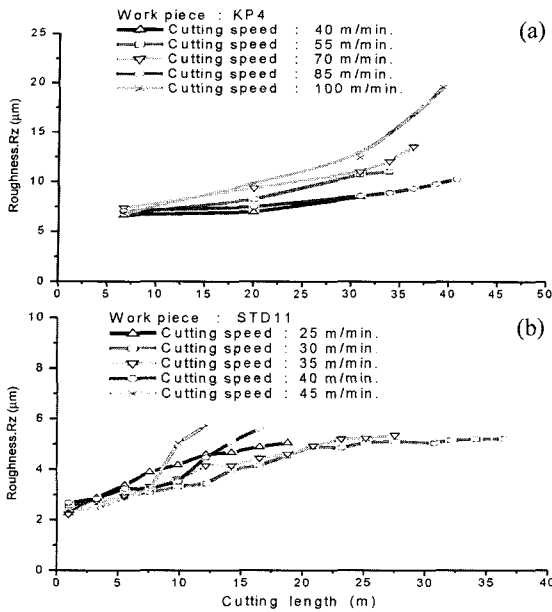 Work piece : KP4
(a)
Cutting speed : 40 m/min.
Cutting speed : 55 m/min.
Cutting speed : 70 m/min.
Cutting speed : 85 m/min.
Cutting speed : 100 m/min.
Roughness.Rz (μm)
25
20
15
10
5
0
0 5 10 15 20 25 30 35 40 45 50
Work piece : STD11
(b)
Cutting speed : 25 m/min.
Cutting speed : 30 m/min.
Cutting speed : 35 m/min.
Cutting speed : 40 m/min.
Cutting speed : 45 m/min.
Roughness.Rz (μm)
10
8
6
4
2
0
0 5 10 15 20 25 30 35 40
Cutting length (m)